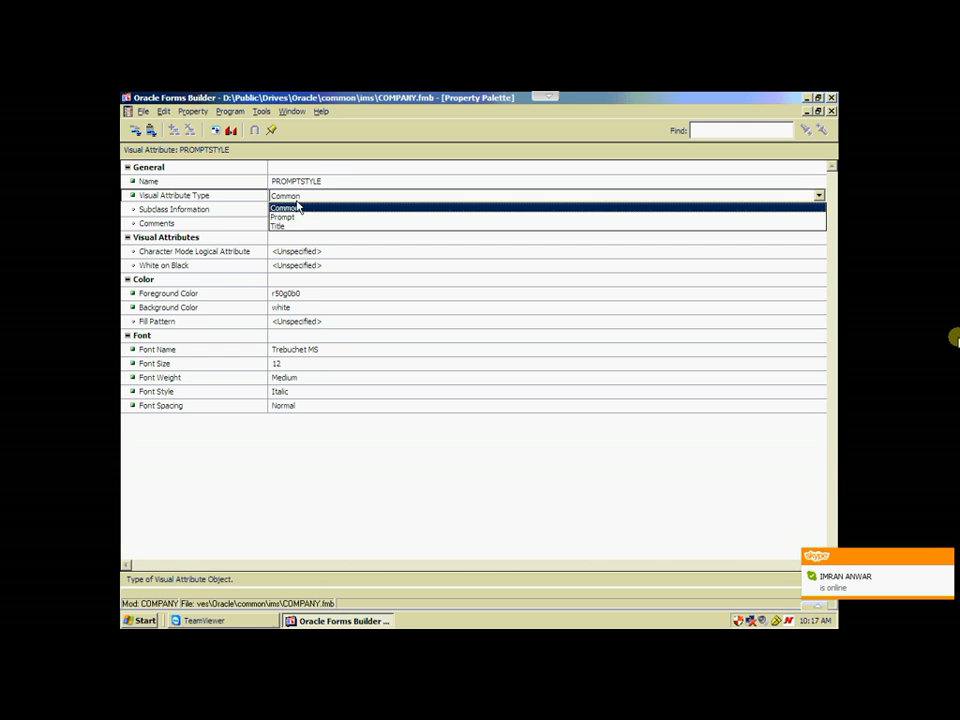 Oracle Forms Builder - D:\Public\Drives\Oracle\common\ims\COMPANY.fmb - [Property Palette]
File Edit Property Program Tools Window Help
Find:
Visual Attribute: PROMPTSTYLE
General
Name PROMPTSTYLE
Visual Attribute Type Common
Subclass Information Common
Prompt
Comments
Title
Visual Attributes
Character Mode Logical Attribute <Unspecified>
White on Black <Unspecified>
Color
Foreground Color r50g0b0
Background Color white
Fill Pattern <Unspecified>
Font
Font Name Trebuchet MS
Font Size 12
Font Weight Medium
Font Style Italic
Font Spacing Normal
skype
IMRAN ANWAR
is online
Type of Visual Attribute Object.
Mod: COMPANY File: ves\Oracle\common\ims\COMPANY.fmb
Start TeamViewer Oracle Forms Builder ... 10:17 AM